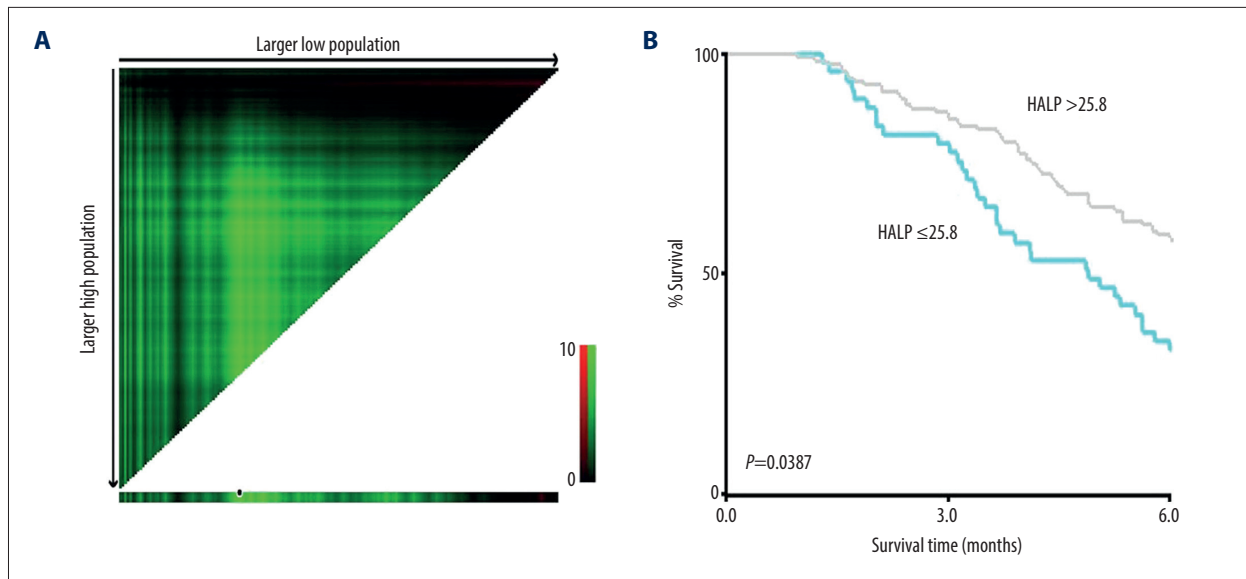 A
Larger low population
Larger high population
10
0
B
100
HALP >25.8
HALP ≤25.8
% Survival
50
P=0.0387
0
0.0
3.0
6.0
Survival time (months)